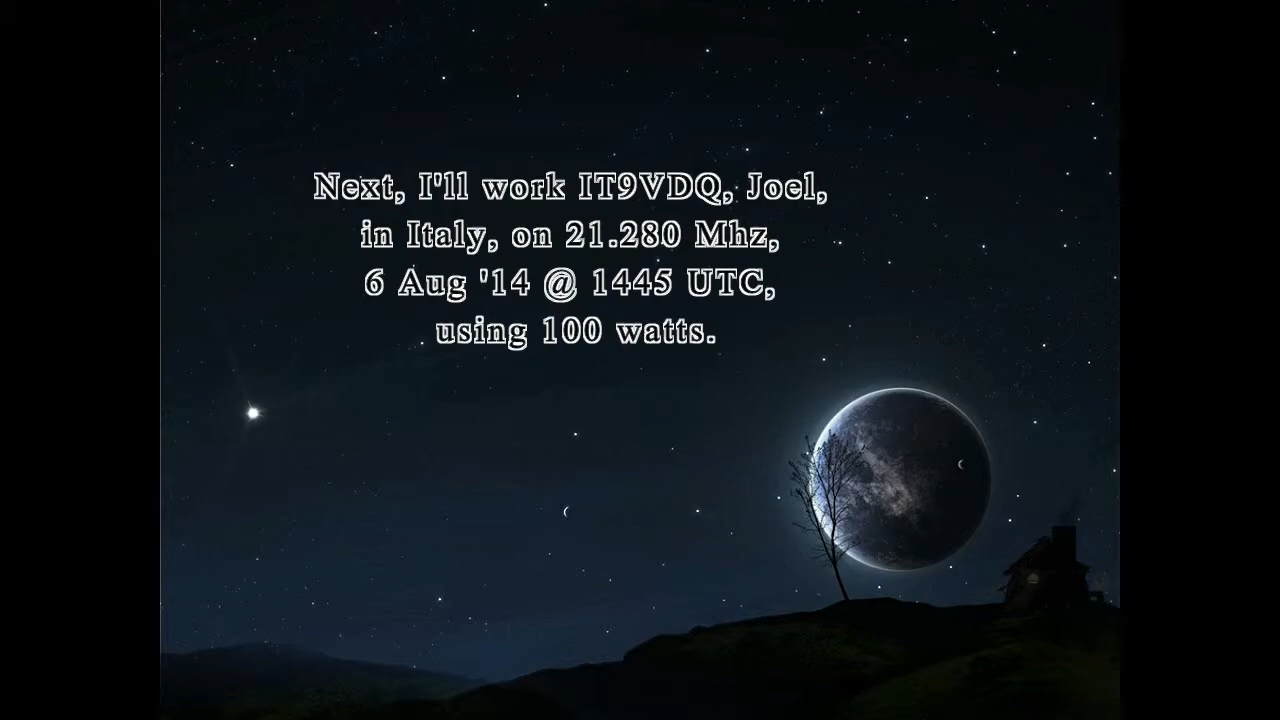 Next, I'll work IT9VDQ, Joel,
in Italy, on 21.280 Mhz,
6 Aug '14 @ 1445 UTC,
using 100 watts.